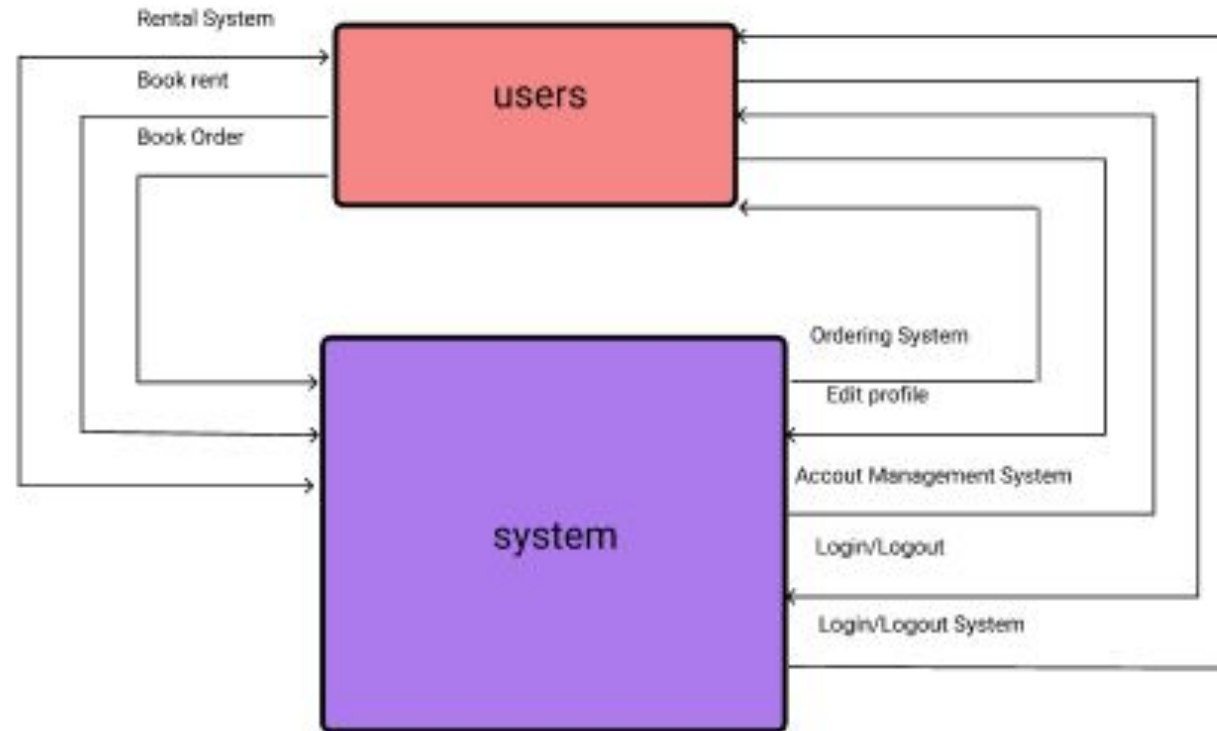 Rental System
Book rent
users
Book Order
Ordering System
Edit profile
Accout Management System
system
Login/Logout
Login/Logout System